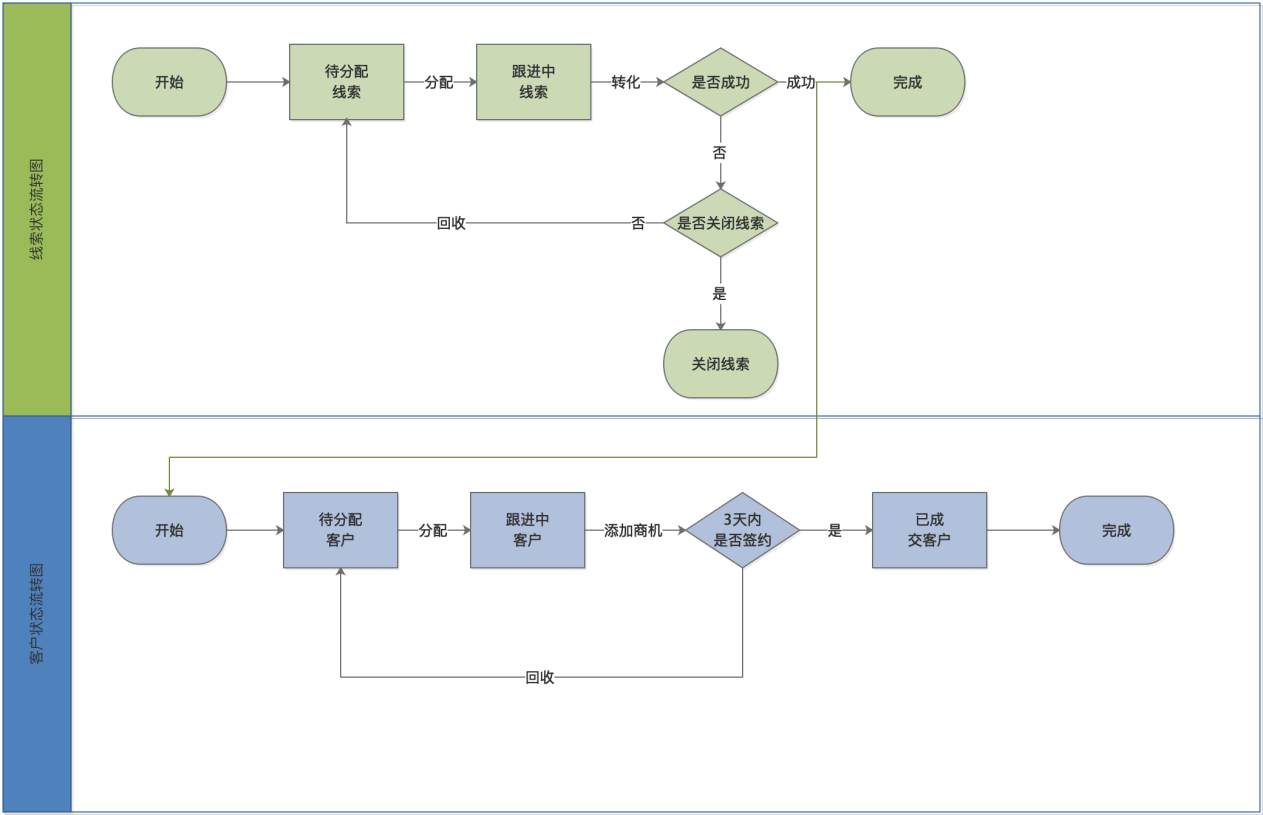 线索状态流转图
开始
待分配
线索
分配
跟进中
线索
转化
是否成功
成功
完成
否
是否关闭线索
否
回收
是
关闭线索
客户状态流转图
开始
待分配
客户
分配
跟进中
客户
添加商机
3天内
是否签约
是
已成
交客户
完成
回收